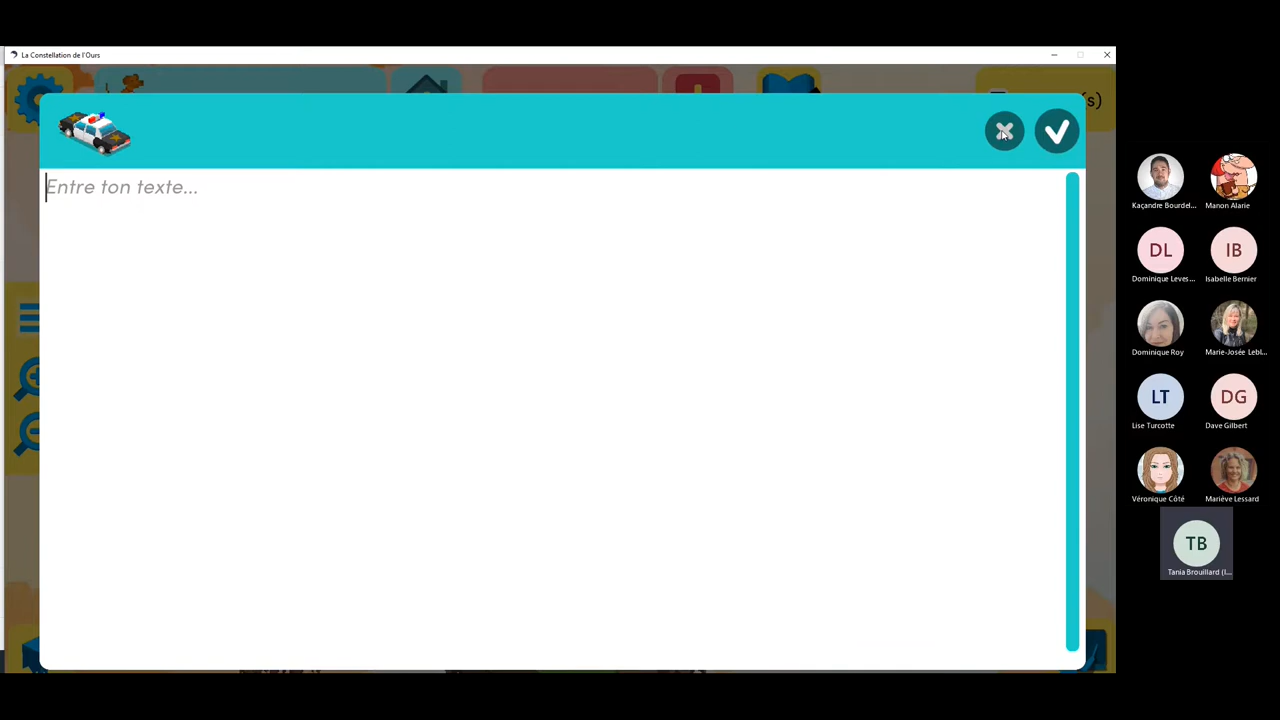 La Constellation de l'Ours
(s)
Entre ton texte...
Kaçandre Bourdel...
Manon Alarie
DL
IB
Dominique Leves...
Isabelle Bernier
Dominique Roy
Marie-Josée Lebl...
LT
DG
Lise Turcotte
Dave Gilbert
Véronique Côté
Mariève Lessard
TB
Tania Brouillard (I...